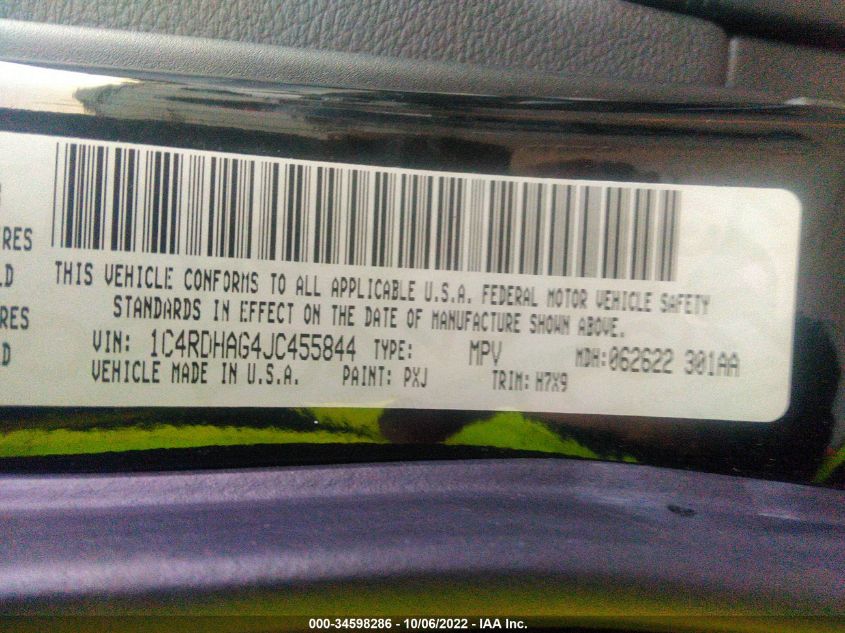 RES
LD
RES
D
THIS VEHICLE CONFORMS TO ALL APPLICABLE U.S.A. FEDERAL MOTOR VEHICLE SAFETY
STANDARDS IN EFFECT ON THE DATE OF MANUFACTURE SHOWN ABOVE.
VIN: 1C4RDHAG4JC455844 TYPE: MPV MDH:062622 301AA
VEHICLE MADE IN U.S.A. PAINT: PXJ TRIM: H7X9
000-34598286 - 10/06/2022 - IAA Inc.